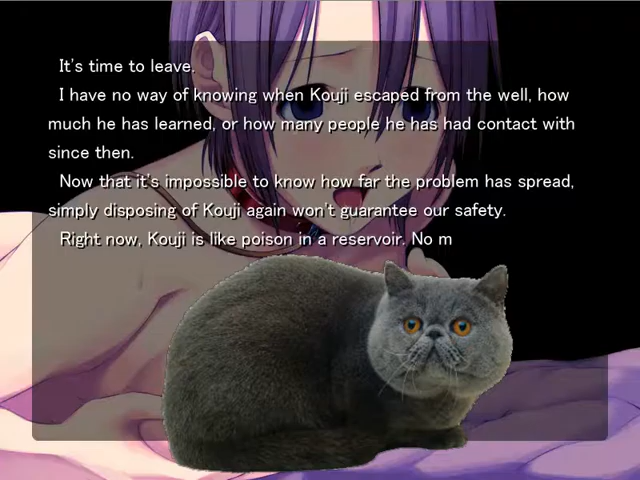 It's time to leave.
I have no way of knowing when Kouji escaped from the well, how
much he has learned, or how many people he has had contact with
since then.
Now that it's impossible to know how far the problem has spread,
simply disposing of Kouji again won't guarantee our safety.
Right now, Kouji is like poison in a reservoir. No m